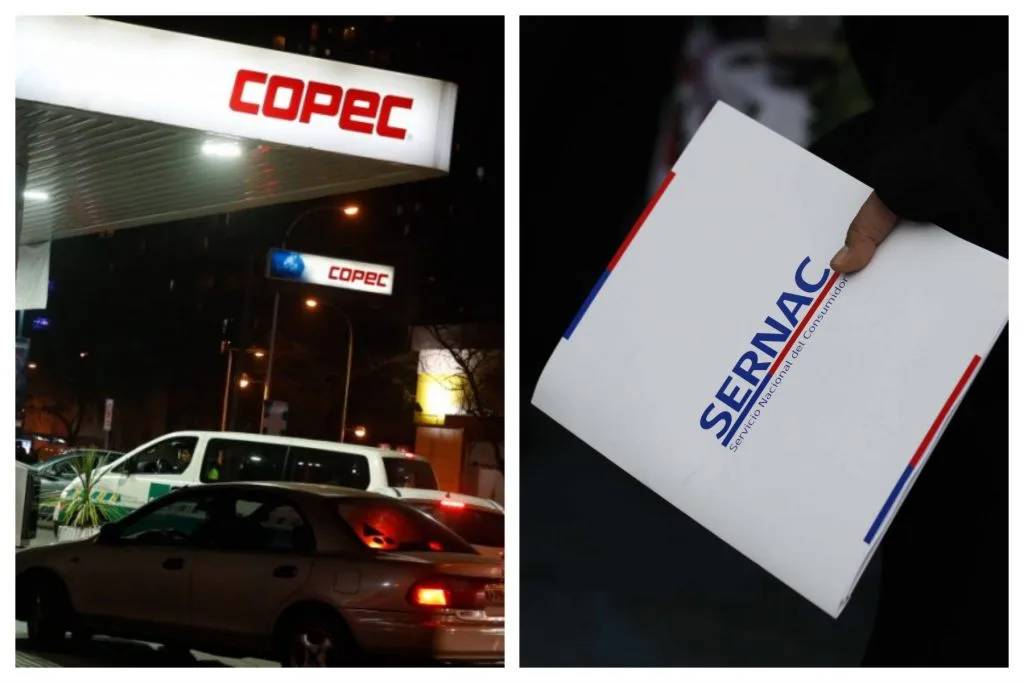 COPEC
COPEC
SERNAC
Servicio Nacional del Consumidor